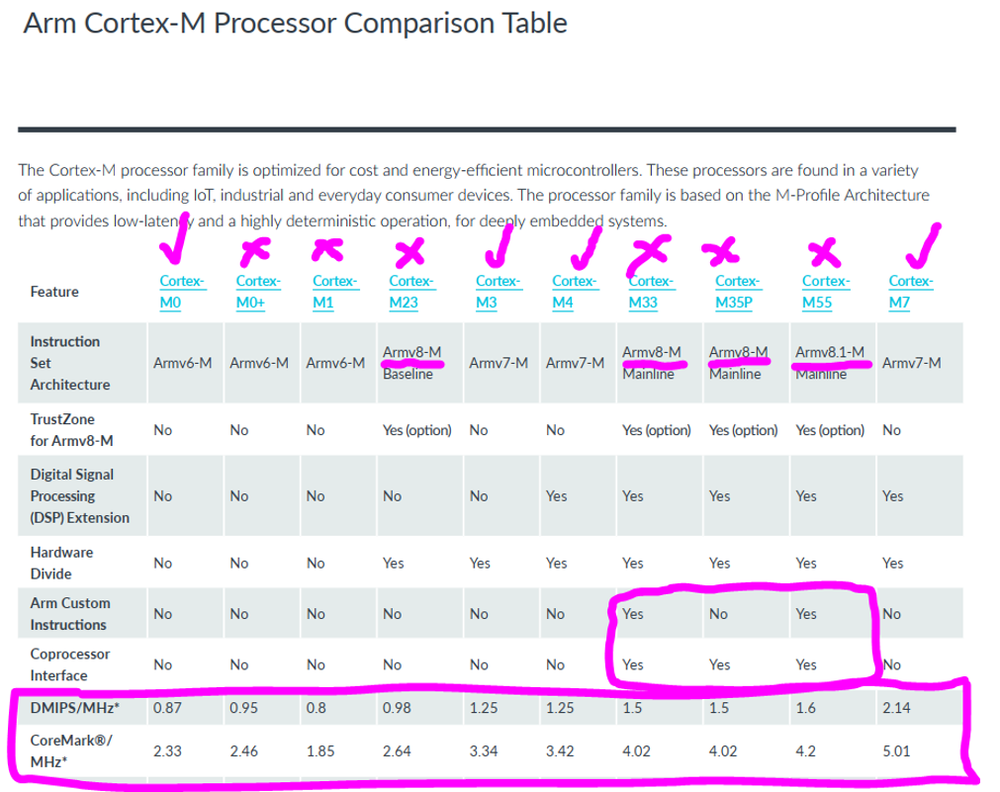 Arm Cortex-M Processor Comparison Table
The Cortex-M processor family is optimized for cost and energy-efficient microcontrollers. These processors are found in a variety
of applications, including IoT, industrial and everyday consumer devices. The processor family is based on the M-Profile Architecture
that provides low-latency and a highly deterministic operation, for deeply embedded systems.
Feature Cortex-M0 Cortex-M0+ Cortex-M1 Cortex-M23 Cortex-M3 Cortex-M4 Cortex-M33 Cortex-M35P Cortex-M55 Cortex-M7
Instruction Set Architecture Armv6-M Armv6-M Armv6-M Armv8-M Baseline Armv7-M Armv7-M Armv8-M Mainline Armv8-M Mainline Armv8.1-M Mainline Armv7-M
TrustZone for Armv8-M No No No Yes (option) No No Yes (option) Yes (option) Yes (option) No
Digital Signal Processing (DSP) Extension No No No No No Yes Yes Yes Yes Yes
Hardware Divide No No No Yes Yes Yes Yes Yes Yes Yes
Arm Custom Instructions No No No No No No Yes No Yes No
Coprocessor Interface No No No No No No Yes Yes Yes No
DMIPS/MHz* 0.87 0.95 0.8 0.98 1.25 1.25 1.5 1.5 1.6 2.14
CoreMark®/MHz* 2.33 2.46 1.85 2.64 3.34 3.42 4.02 4.02 4.2 5.01